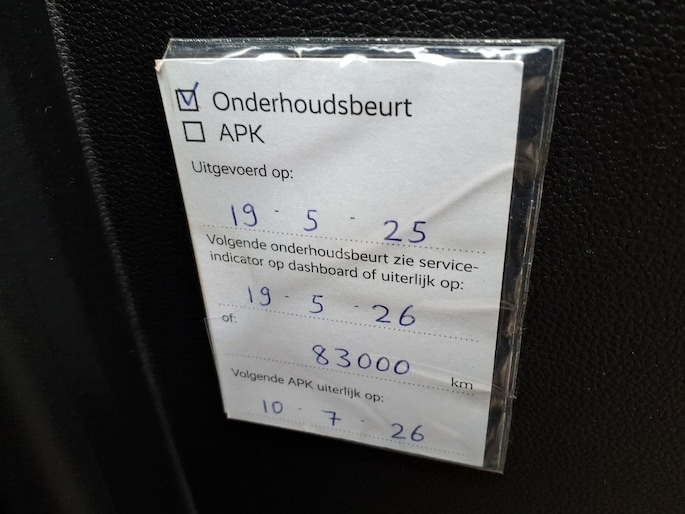 Onderhoudsbeurt
APK
Uitgevoerd op:
19 - 5 - 25
Volgende onderhoudsbeurt zie service-
indicator op dashboard of uiterlijk op:
19 - 5 - 26
of:
83000 km
Volgende APK uiterlijk op:
10 - 7 - 26